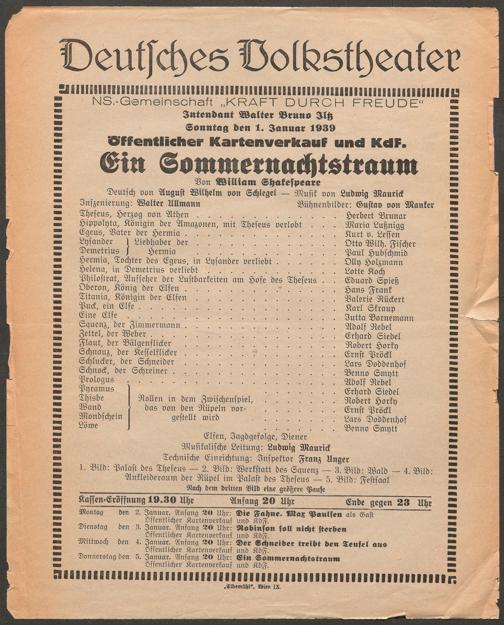 Deutsches Volkstheater
NS.-Gemeinschaft „KRAFT DURCH FREUDE“
Intendant Walter Bruno Iltz
Sonntag den 1. Januar 1939
Öffentlicher Kartenverkauf und KdF.
Ein Sommernachtstraum
Von William Shakespeare
Deutsch von August Wilhelm von Schlegel — Musik von Ludwig Maurick
Inszenierung: Walter Ullmann Bühnenbilder: Gustav von Manker
Theseus, Herzog von Athen . . . Herbert Brunar
Hippolyta, Königin der Amazonen, mit Theseus verlobt . . . Maria Lußnigg
Egeus, Vater der Hermia . . . Kurt v. Lessen
Lysander } Liebhaber der . . . Otto Wilh. Fischer
Demetrius } Hermia . . . Paul Hubschmid
Hermia, Tochter des Egeus, in Lysander verliebt . . . Olly Holzmann
Helena, in Demetrius verliebt . . . Lotte Koch
Philostrat, Aufseher der Lustbarkeiten am Hofe des Theseus . . . Eduard Spieß
Oberon, König der Elfen . . . Hans Frank
Titania, Königin der Elfen . . . Valerie Rückert
Puck, ein Elfe . . . Karl Skraup
Eine Elfe . . . Jutta Bornemann
Squenz, der Zimmermann . . . Adolf Rebel
Zettel, der Weber . . . Erhard Siedel
Flaut, der Bälgenflicker . . . Robert Horky
Schnauz, der Kesselflicker . . . Ernst Pröckl
Schlucker, der Schneider . . . Lars Doddenhof
Schnock, der Schreiner . . . Benno Smytt
Prologus . . . Adolf Rebel
Pyramus . . . Erhard Siedel
Thisbe } Rollen in dem Zwischenspiel, . . . Robert Horky
Wand } das von den Rüpeln vor- . . . Ernst Pröckl
Mondschein } gestellt wird . . . Lars Doddenhof
Löwe . . . Benno Smytt
Elfen, Jagdgefolge, Diener
Musikalische Leitung: Ludwig Maurick
Technische Einrichtung: Inspektor Franz Unger
1. Bild: Palast des Theseus — 2. Bild: Werkstatt des Squenz — 3. Bild: Wald — 4. Bild:
Ankleideraum der Rüpel im Palast des Theseus — 5. Bild: Festsaal
Nach dem dritten Bild eine größere Pause
Kassen-Eröffnung 19.30 Uhr Anfang 20 Uhr Ende gegen 23 Uhr
Montag den 2. Januar. Anfang 20 Uhr: Die Fahne. Max Paulsen als Gast
Öffentlicher Kartenverkauf und KdF.
Dienstag den 3. Januar. Anfang 20 Uhr: Robinson soll nicht sterben
Öffentlicher Kartenverkauf und KdF.
Mittwoch den 4. Januar. Anfang 20 Uhr: Der Schneider treibt den Teufel aus
Öffentlicher Kartenverkauf und KdF.
Donnerstag den 5. Januar. Anfang 20 Uhr: Ein Sommernachtstraum
Öffentlicher Kartenverkauf und KdF.
„Elbemühl“, Wien IX.